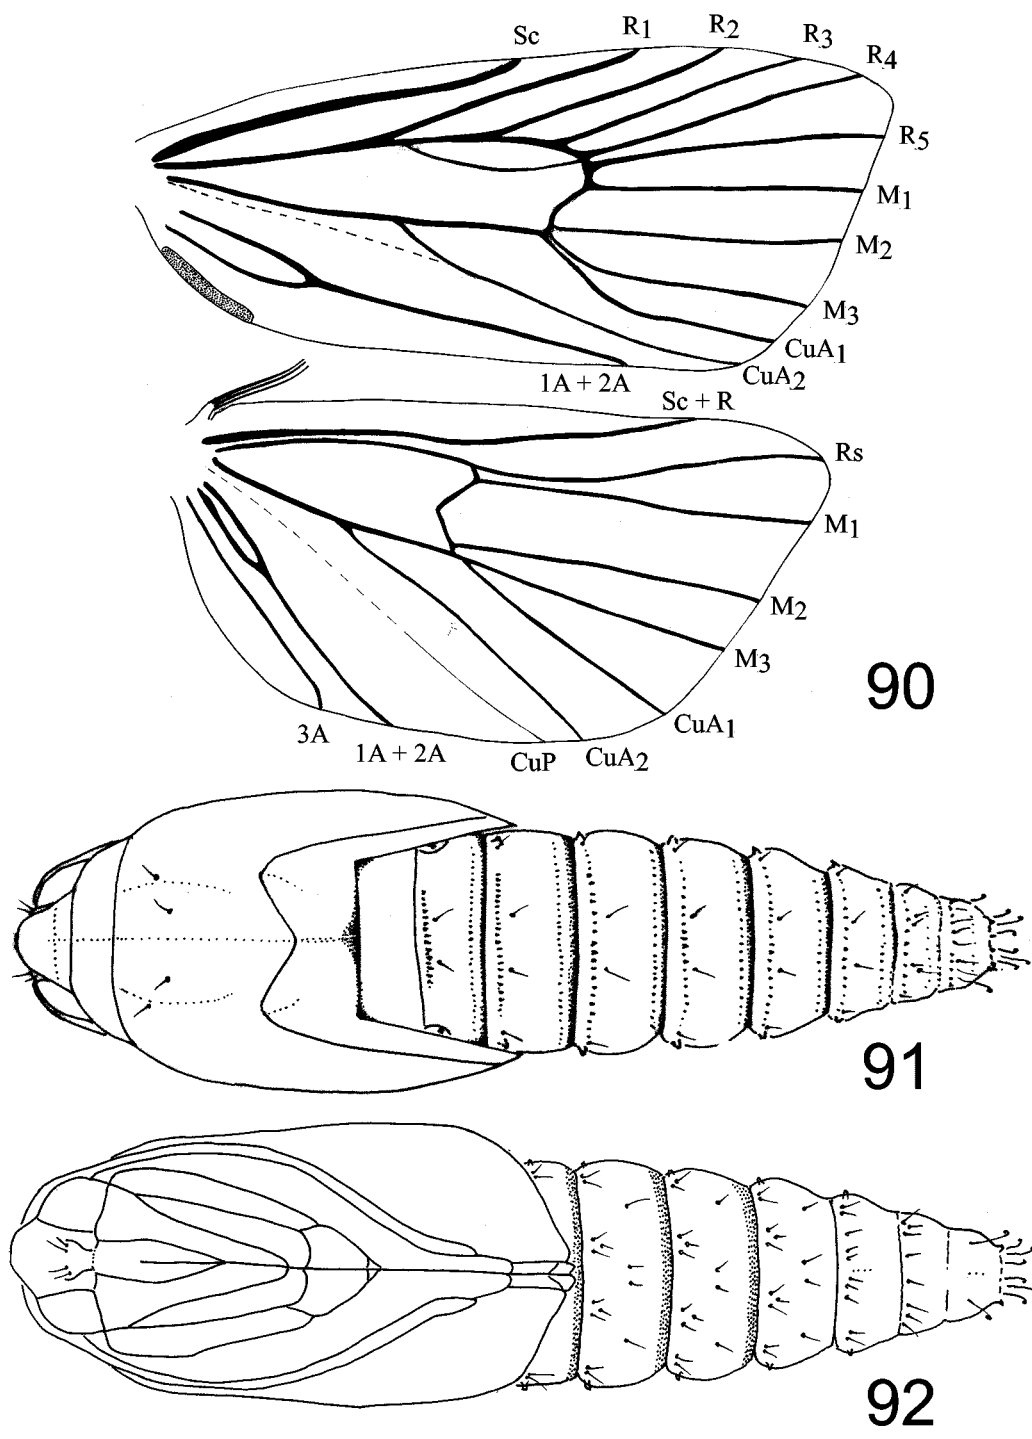 Sc
R1
R2
R3
R4
R5
M1
M2
M3
CuA1
CuA2
1A + 2A
Sc + R
Rs
M1
M2
M3
90
CuA1
CuA2
CuP
1A + 2A
3A
91
92